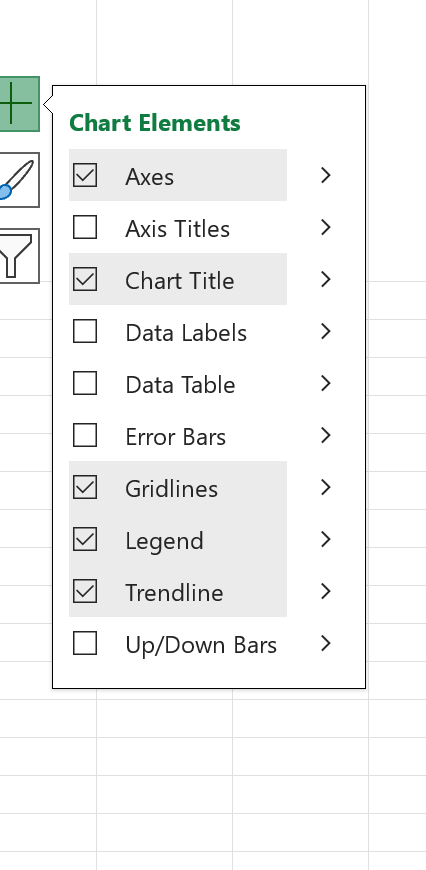 Chart Elements
Axes
Axis Titles
Chart Title
Data Labels
Data Table
Error Bars
Gridlines
Legend
Trendline
Up/Down Bars